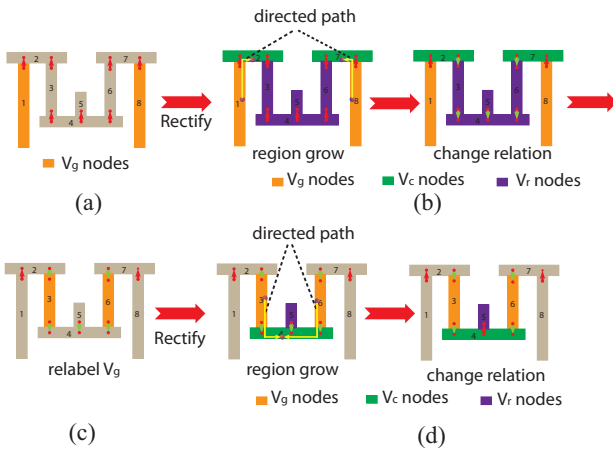 directed path
2 7 2 7 2 7
3 6 3 6 3 6
1 5 8 1 5 8 1 5 8
4 4 4
Rectify
region grow change relation
Vg nodes Vg nodes Vc nodes Vr nodes
(a) (b)
directed path
2 7 2 7 2 7
3 6 3 6 3 6
1 5 8 1 5 8 1 5 8
4 4 4
Rectify
relabel Vg region grow change relation
Vg nodes Vc nodes Vr nodes
(c) (d)